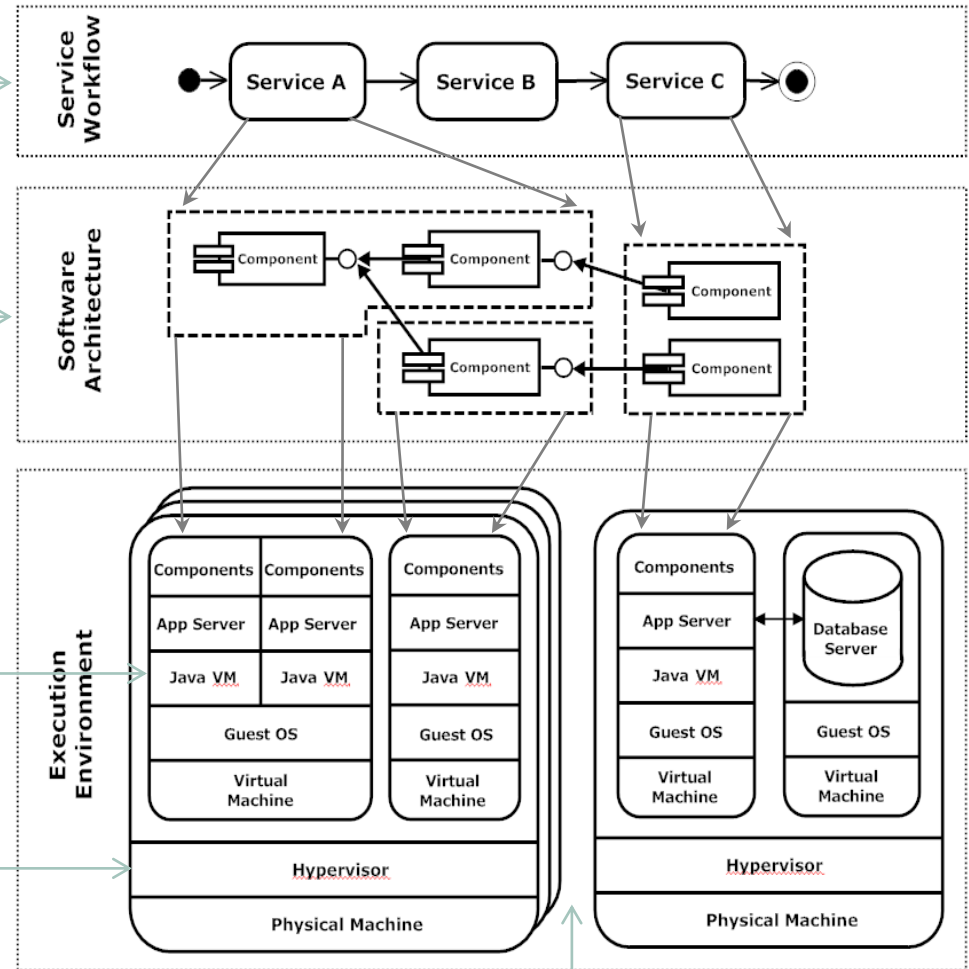 Service
Workflow
Service A
Service B
Service C
Software
Architecture
Component
Component
Component
Component
Component
Execution
Environment
Components
Components
App Server
App Server
Java VM
Java VM
Guest OS
Virtual
Machine
Components
App Server
Java VM
Guest OS
Virtual
Machine
Hypervisor
Physical Machine
Components
App Server
Java VM
Guest OS
Virtual
Machine
Database
Server
Guest OS
Virtual
Machine
Hypervisor
Physical Machine